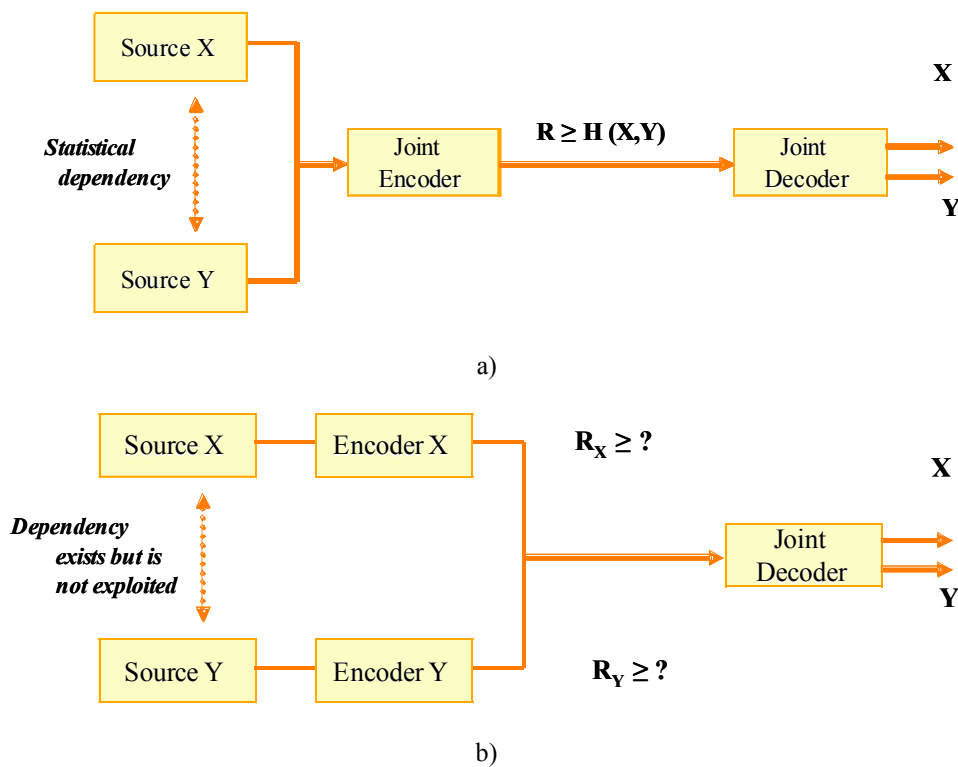 Source X
X
Statistical
dependency
Joint
Encoder
R ≥ H (X,Y)
Joint
Decoder
Y
Source Y
a)
Source X
Encoder X
R_X ≥ ?
X
Dependency
exists but is
not exploited
Joint
Decoder
Y
Source Y
Encoder Y
R_Y ≥ ?
b)